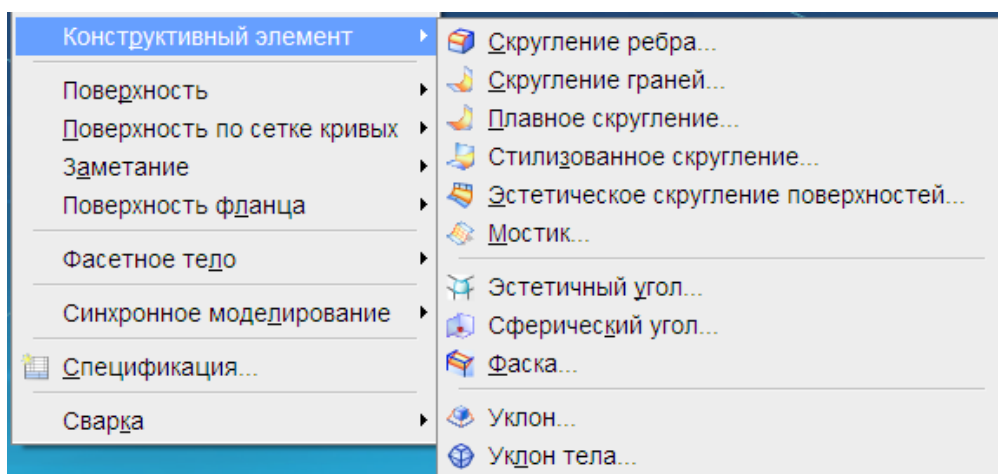 Конструктивный элемент
Поверхность
Поверхность по сетке кривых
Заметание
Поверхность фланца
Фасетное тело
Синхронное моделирование
Спецификация...
Сварка
Скругление ребра...
Скругление граней...
Плавное скругление...
Стилизованное скругление...
Эстетическое скругление поверхностей...
Мостик...
Эстетичный угол...
Сферический угол...
Фаска...
Уклон...
Уклон тела...